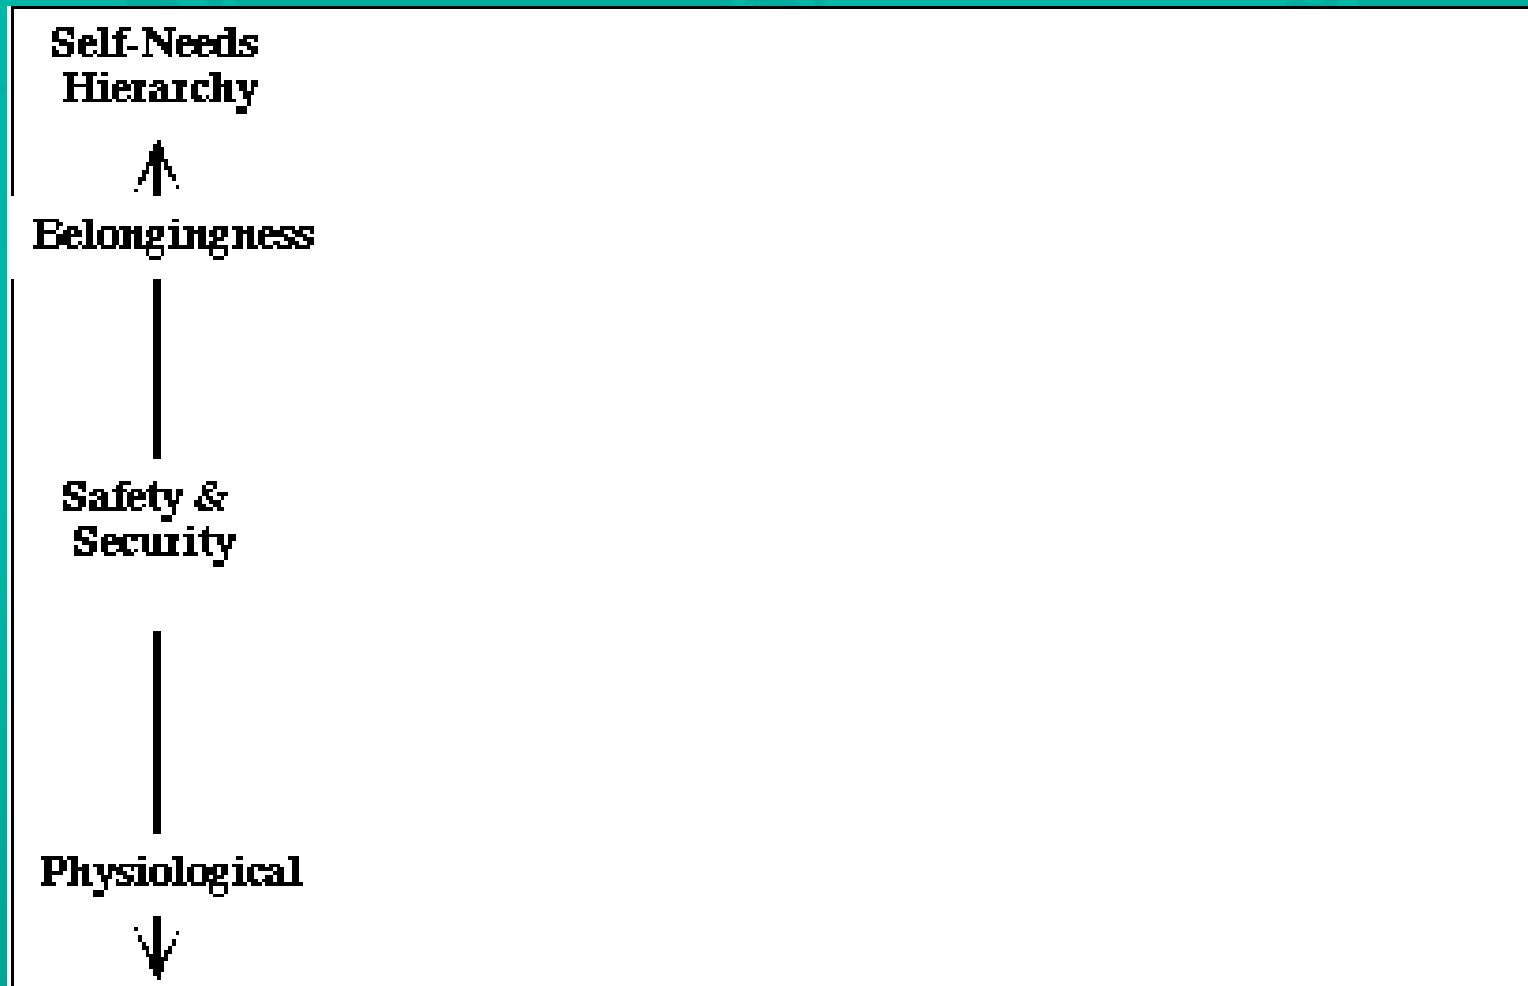 Self-Needs
Hierarchy
Belongingness
Safety &
Security
Physiological